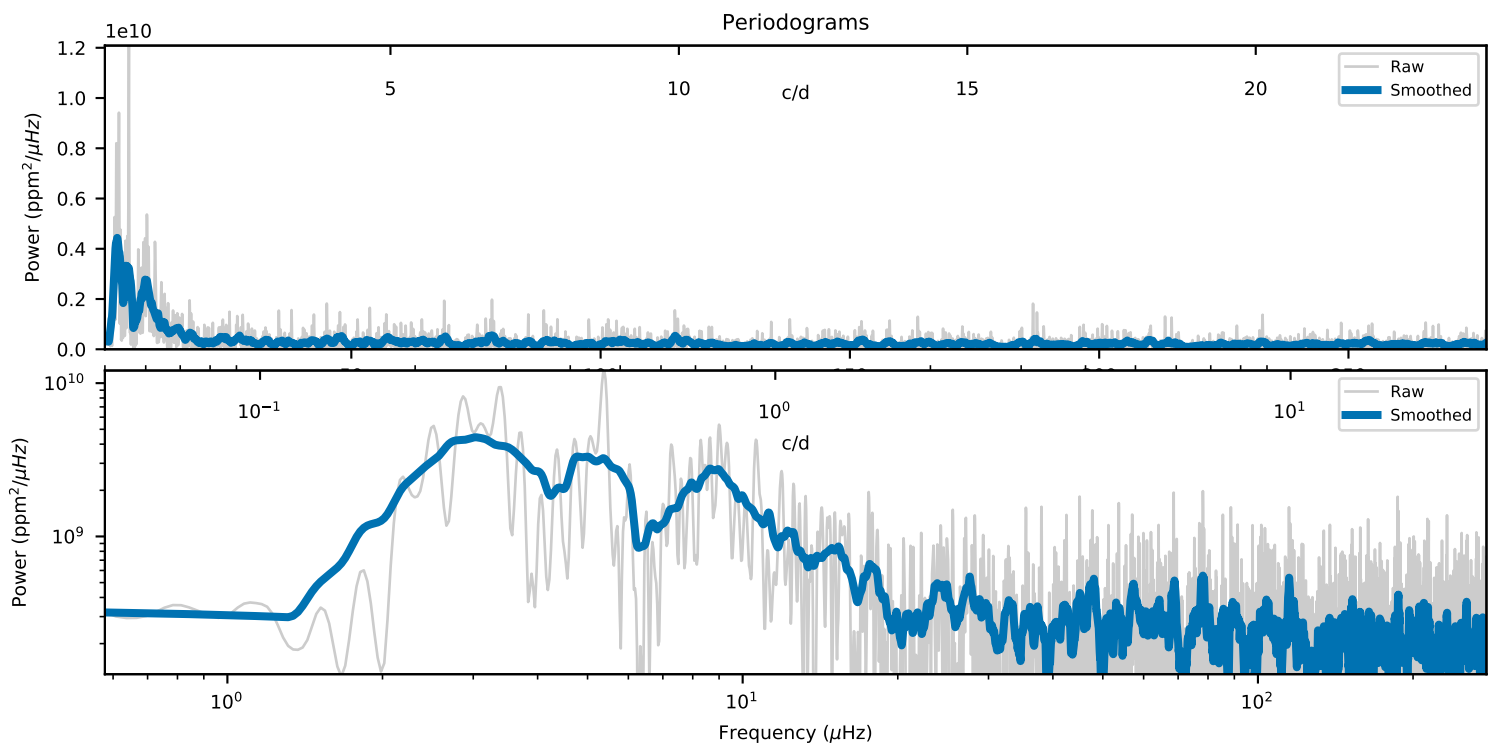 Periodograms
1e10
1.2
1.0
0.8
0.6
0.4
0.2
0.0
Power (ppm²/μHz)
5 10 15 20
c/d
Raw
Smoothed
10¹⁰
10⁹
Power (ppm²/μHz)
10⁻¹ 10⁰ 10¹
c/d
Raw
Smoothed
10⁰ 10¹ 10²
Frequency (μHz)